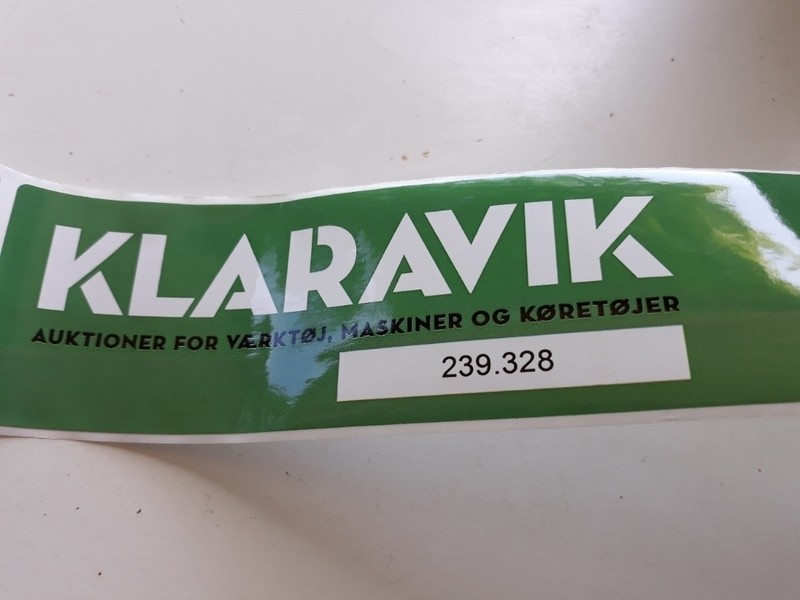 KLARAVIK
AUKTIONER FOR VÆRKTØJ, MASKINER OG KØRETØJER
239.328